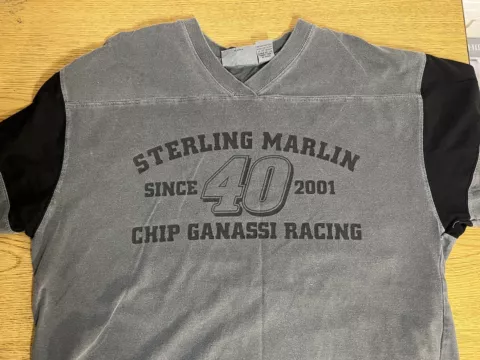 STERLING MARLIN
SINCE 40 2001
CHIP GANASSI RACING